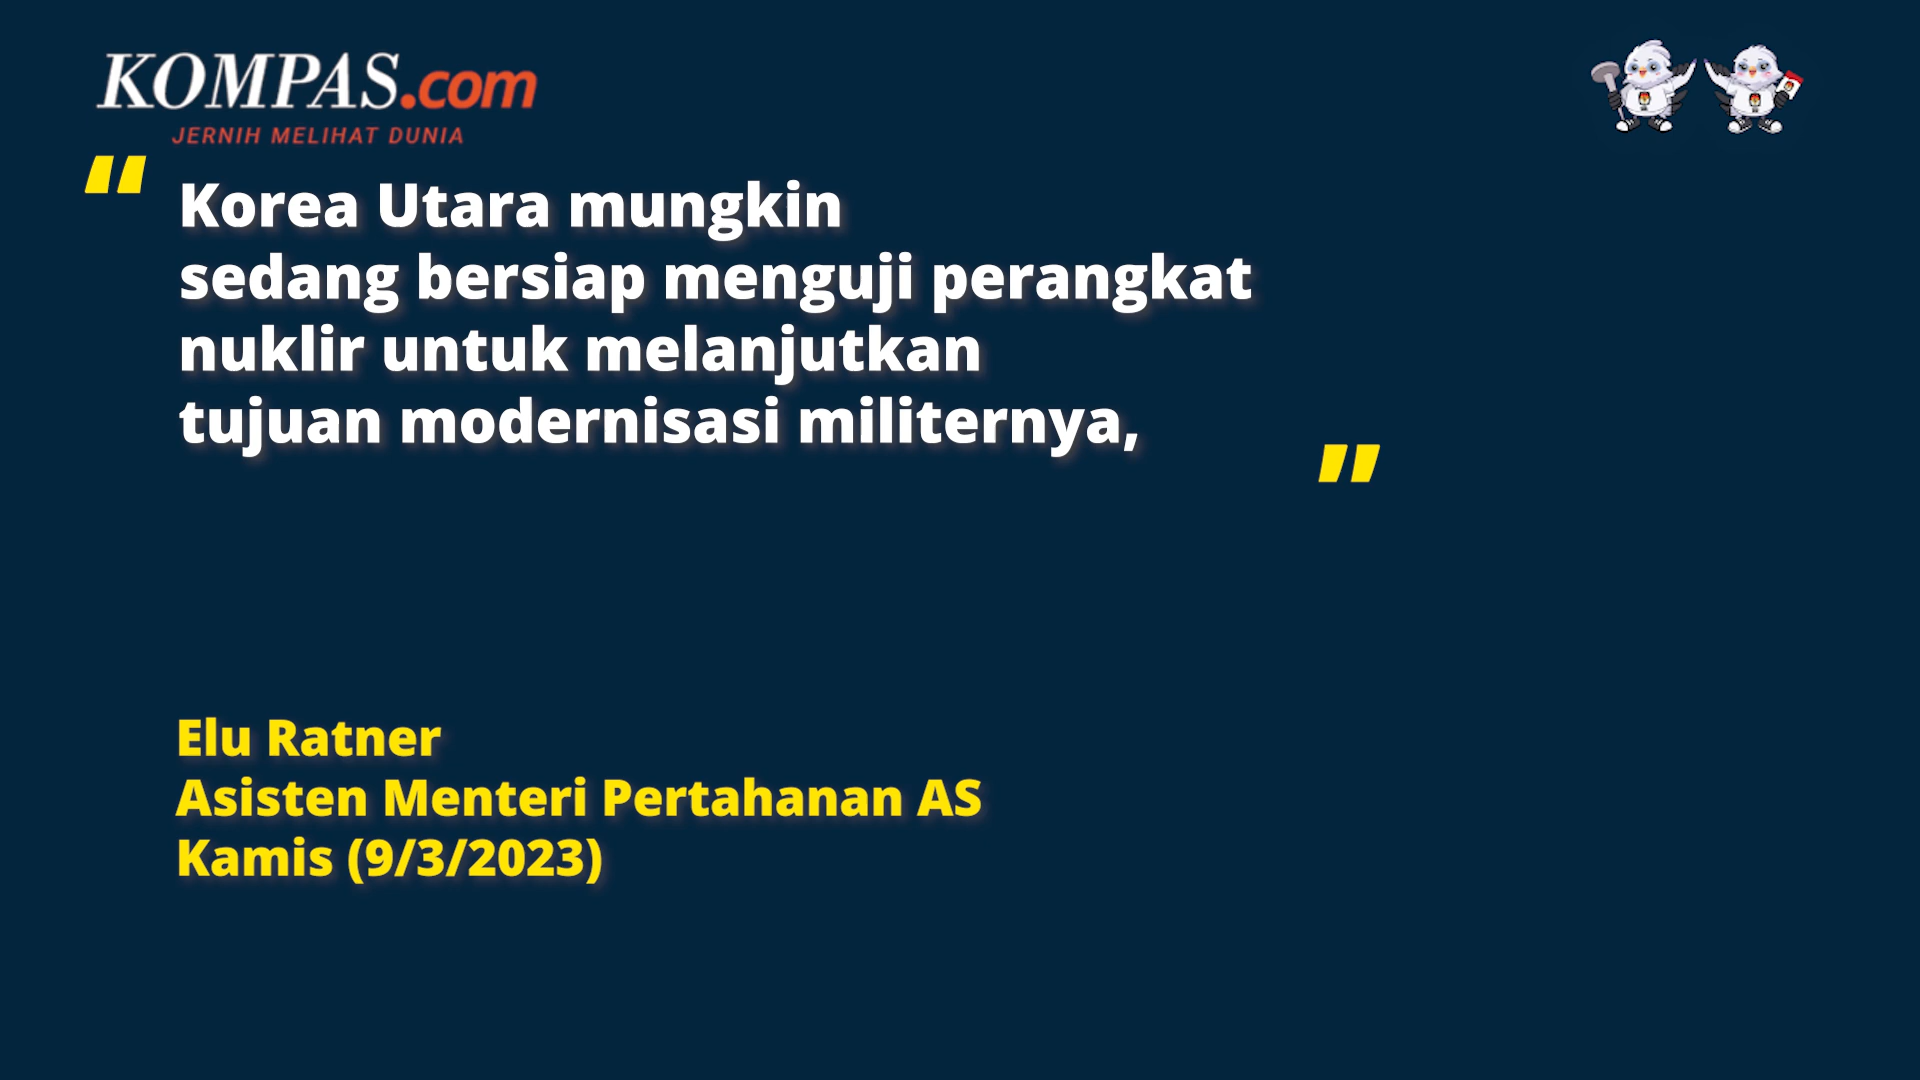 KOMPAS.com
JERNIH MELIHAT DUNIA
“
Korea Utara mungkin
sedang bersiap menguji perangkat
nuklir untuk melanjutkan
tujuan modernisasi militernya,
”
Elu Ratner
Asisten Menteri Pertahanan AS
Kamis (9/3/2023)